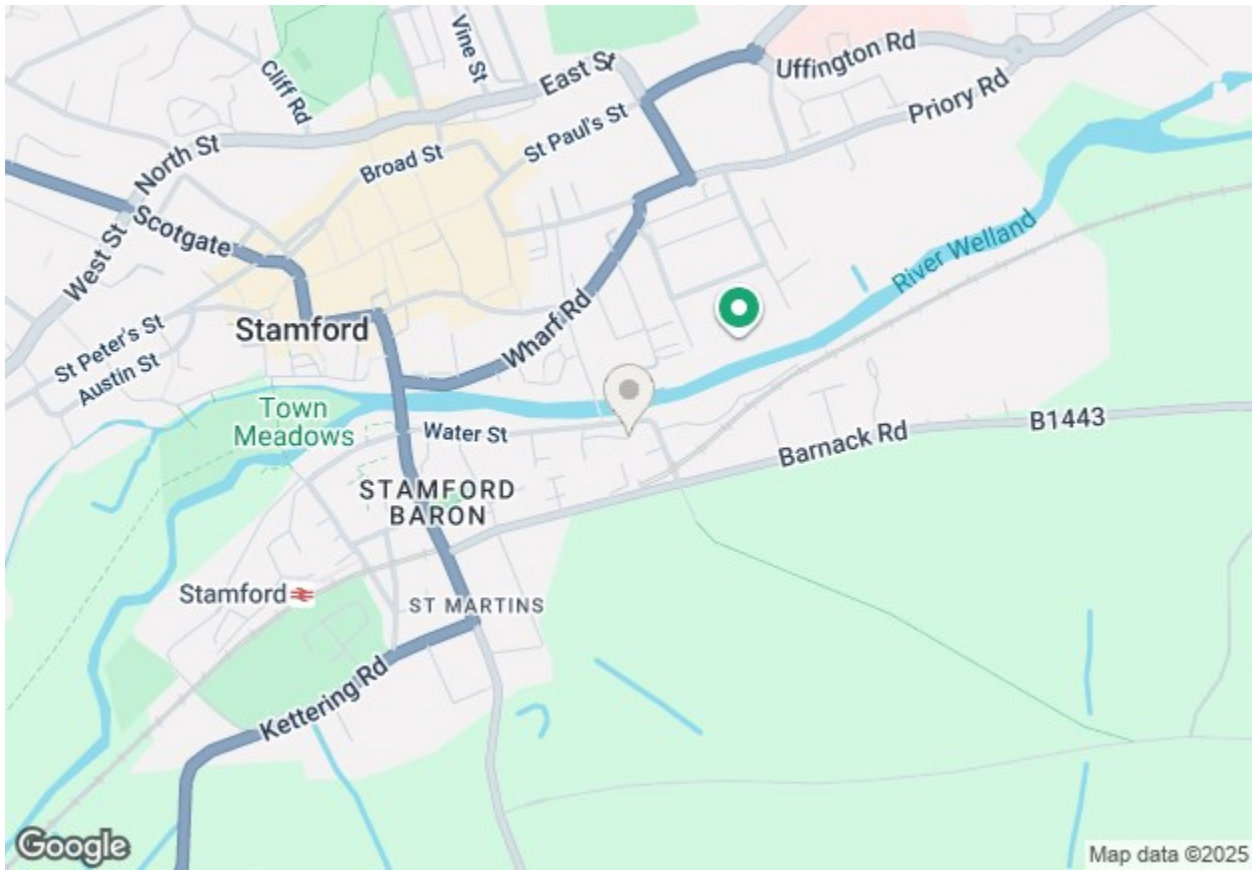 Vine St
Cliff Rd
East St
Uffington Rd
Priory Rd
St Paul's St
North St
Broad St
Scotgate
West St
River Welland
Wharf Rd
Stamford
St Peter's St
Austin St
Town
Meadows
Water St
Barnack Rd
B1443
STAMFORD
BARON
Stamford
ST MARTINS
Kettering Rd
Google
Map data ©2025